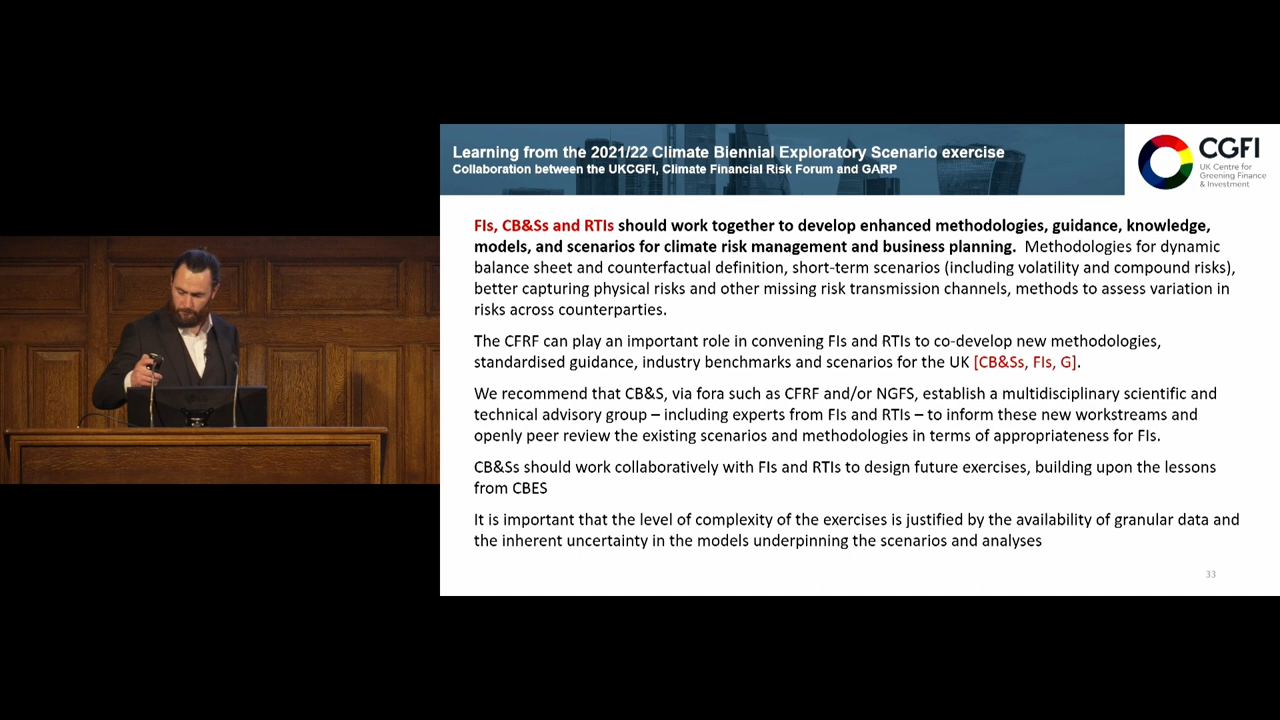 Learning from the 2021/22 Climate Biennial Exploratory Scenario exercise
Collaboration between the UKCGFI, Climate Financial Risk Forum and GARP
CGFI
UK Centre for
Greening Finance
& Investment
FIs, CB&Ss and RTIs should work together to develop enhanced methodologies, guidance, knowledge,
models, and scenarios for climate risk management and business planning. Methodologies for dynamic
balance sheet and counterfactual definition, short-term scenarios (including volatility and compound risks),
better capturing physical risks and other missing risk transmission channels, methods to assess variation in
risks across counterparties.
The CFRF can play an important role in convening FIs and RTIs to co-develop new methodologies,
standardised guidance, industry benchmarks and scenarios for the UK [CB&Ss, FIs, G].
We recommend that CB&S, via fora such as CFRF and/or NGFS, establish a multidisciplinary scientific and
technical advisory group – including experts from FIs and RTIs – to inform these new workstreams and
openly peer review the existing scenarios and methodologies in terms of appropriateness for FIs.
CB&Ss should work collaboratively with FIs and RTIs to design future exercises, building upon the lessons
from CBES
It is important that the level of complexity of the exercises is justified by the availability of granular data and
the inherent uncertainty in the models underpinning the scenarios and analyses
33